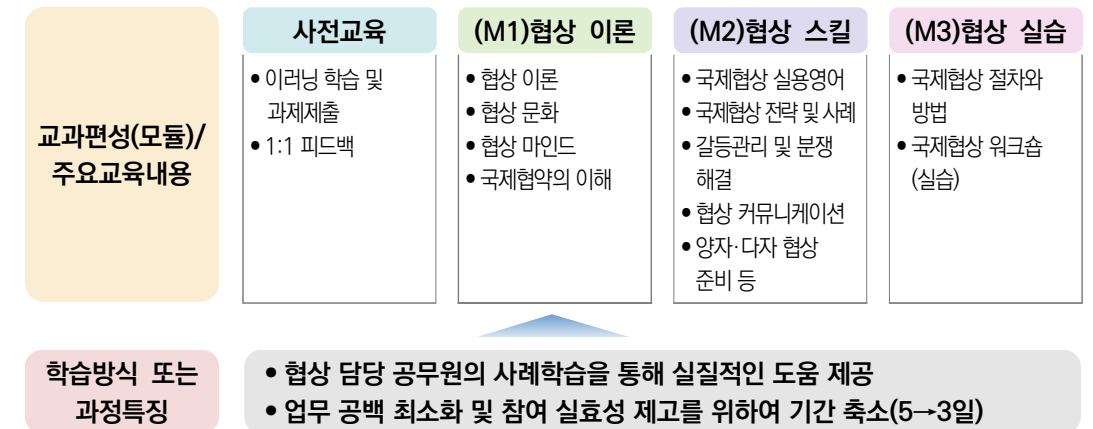 교과편성(모듈)/
주요교육내용
사전교육
• 이러닝 학습 및
과제제출
• 1:1 피드백
(M1)협상 이론
• 협상 이론
• 협상 문화
• 협상 마인드
• 국제협약의 이해
(M2)협상 스킬
• 국제협상 실용영어
• 국제협상 전략 및 사례
• 갈등관리 및 분쟁
해결
• 협상 커뮤니케이션
• 양자·다자 협상
준비 등
(M3)협상 실습
• 국제협상 절차와
방법
• 국제협상 워크숍
(실습)
학습방식 또는
과정특징
• 협상 담당 공무원의 사례학습을 통해 실질적인 도움 제공
• 업무 공백 최소화 및 참여 실효성 제고를 위하여 기간 축소(5→3일)